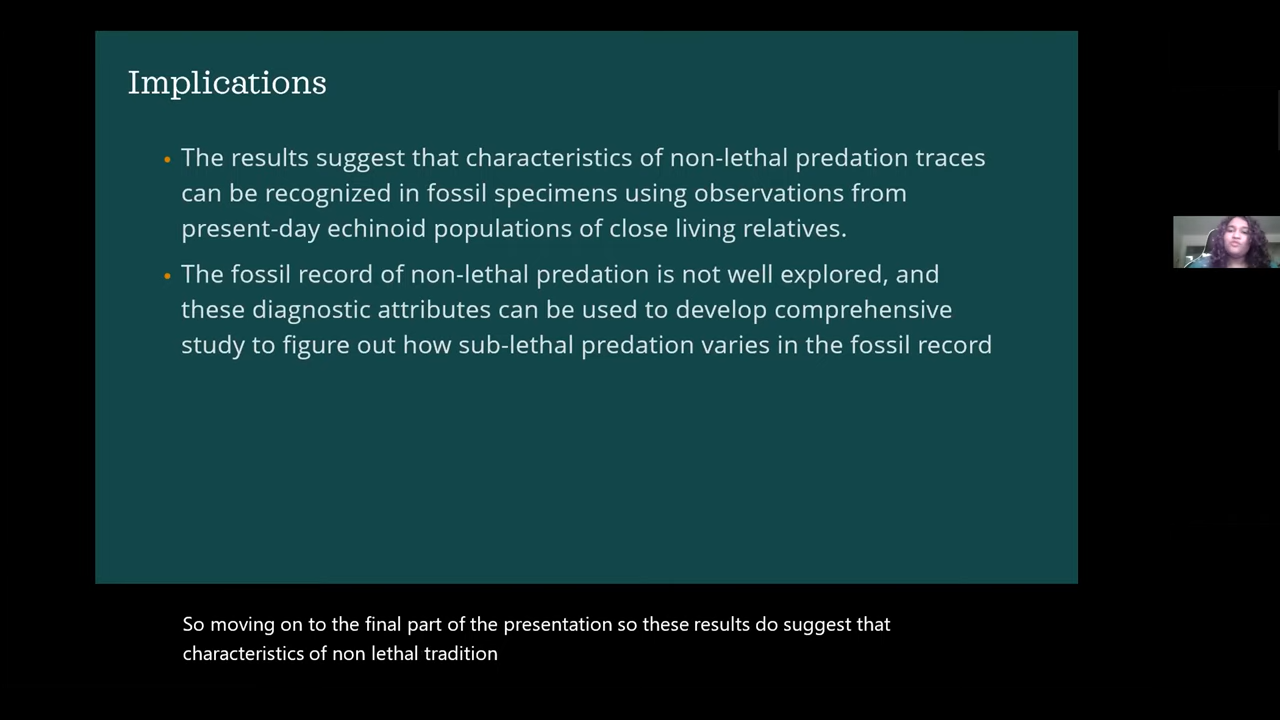 Implications
• The results suggest that characteristics of non-lethal predation traces
can be recognized in fossil specimens using observations from
present-day echinoid populations of close living relatives.
• The fossil record of non-lethal predation is not well explored, and
these diagnostic attributes can be used to develop comprehensive
study to figure out how sub-lethal predation varies in the fossil record
So moving on to the final part of the presentation so these results do suggest that
characteristics of non lethal tradition